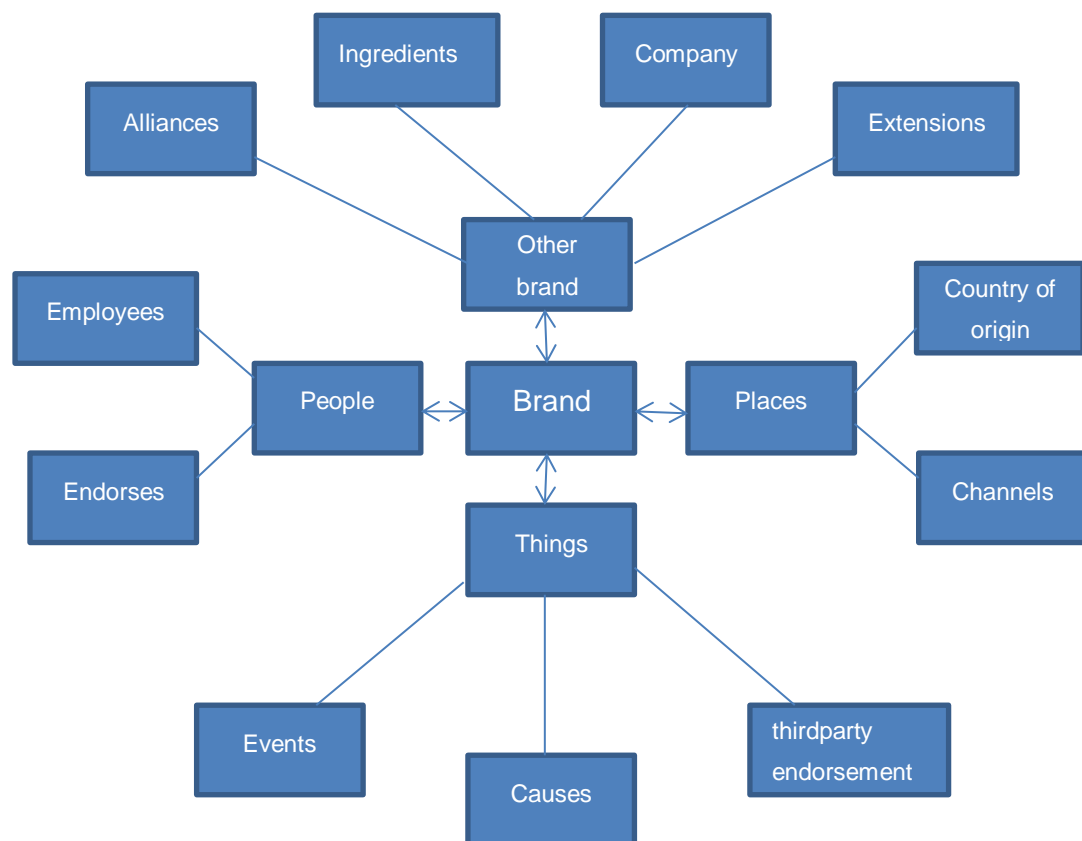 Ingredients
Company
Alliances
Extensions
Other
brand
Country of
origin
Employees
People
Brand
Places
Endorses
Channels
Things
Events
thirdparty
endorsement
Causes